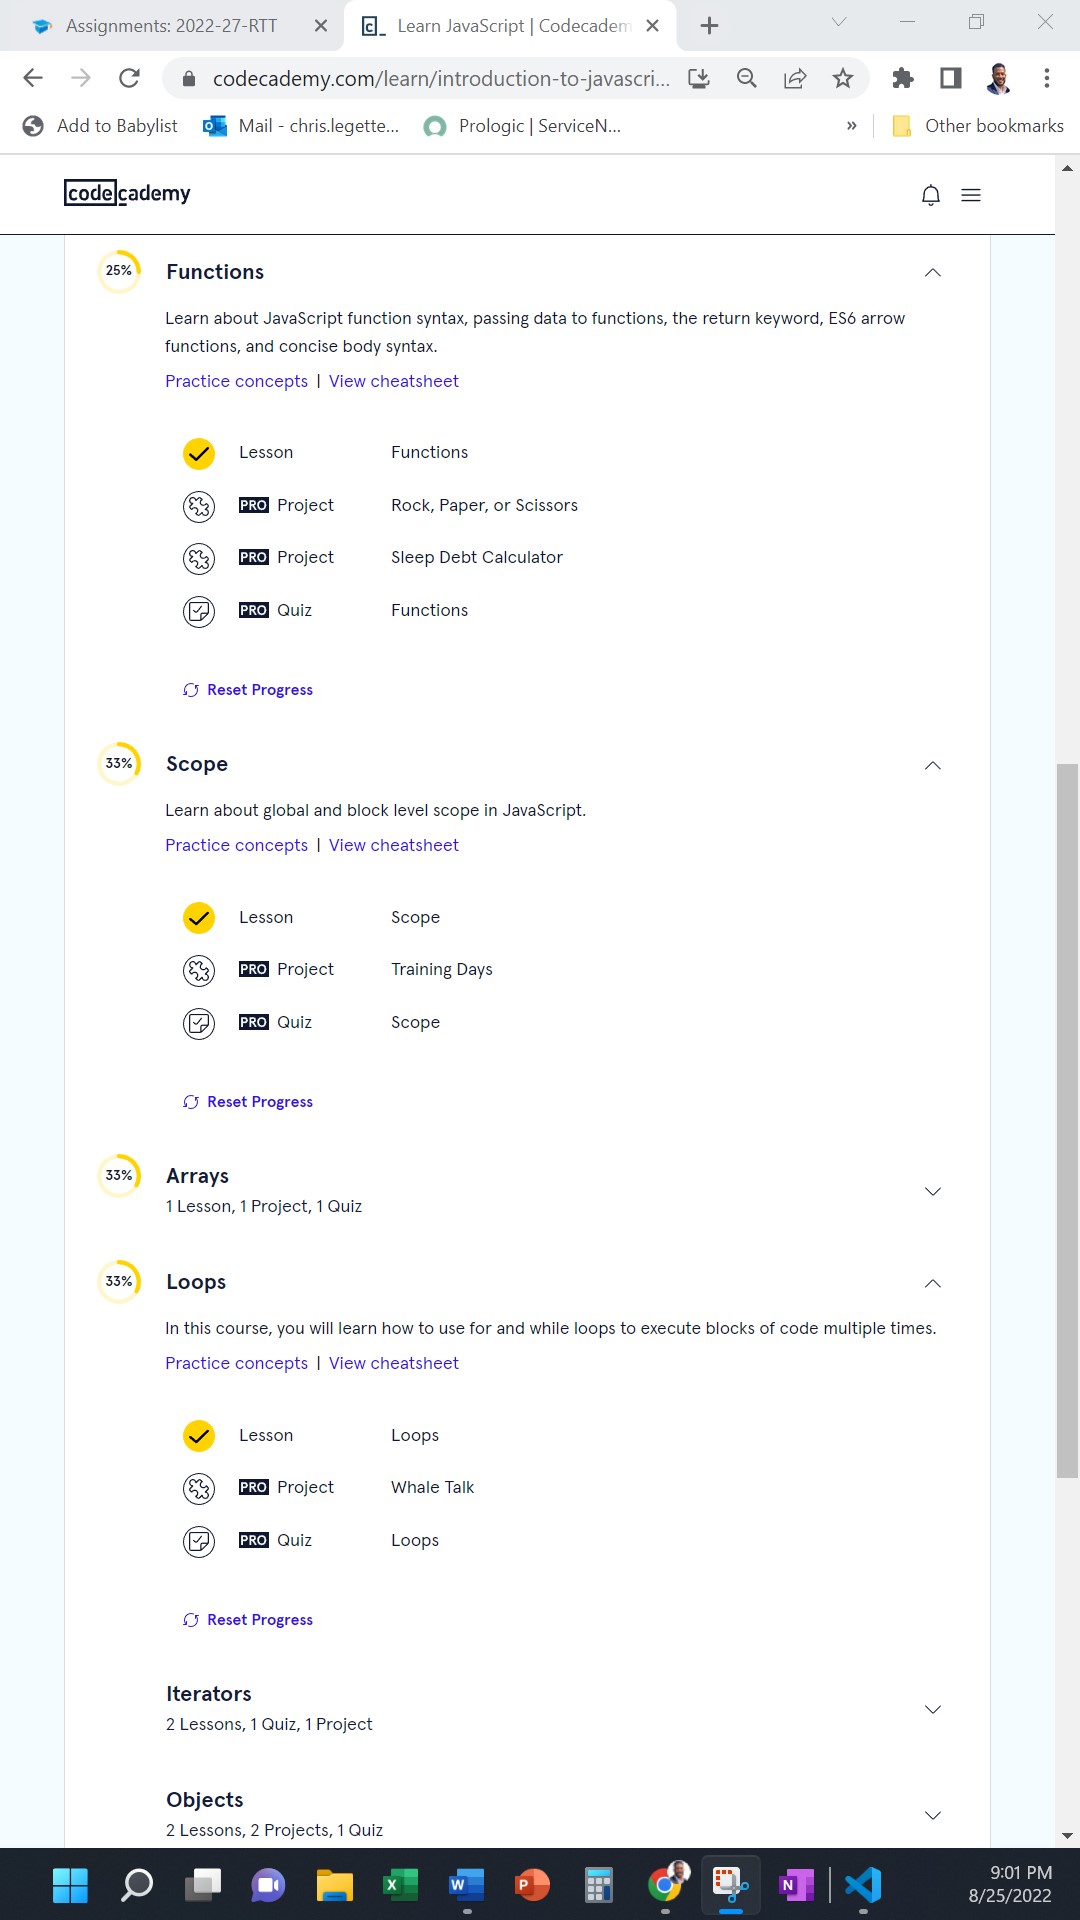 Assignments: 2022-27-RTT
Learn JavaScript | Codecadem
codecademy.com/learn/introduction-to-javascri...
Add to Babylist
Mail - chris.legette...
Prologic | ServiceN...
»
Other bookmarks
codecademy
25%
Functions
Learn about JavaScript function syntax, passing data to functions, the return keyword, ES6 arrow
functions, and concise body syntax.
Practice concepts | View cheatsheet
Lesson Functions
PRO Project Rock, Paper, or Scissors
PRO Project Sleep Debt Calculator
PRO Quiz Functions
Reset Progress
33%
Scope
Learn about global and block level scope in JavaScript.
Practice concepts | View cheatsheet
Lesson Scope
PRO Project Training Days
PRO Quiz Scope
Reset Progress
33%
Arrays
1 Lesson, 1 Project, 1 Quiz
33%
Loops
In this course, you will learn how to use for and while loops to execute blocks of code multiple times.
Practice concepts | View cheatsheet
Lesson Loops
PRO Project Whale Talk
PRO Quiz Loops
Reset Progress
Iterators
2 Lessons, 1 Quiz, 1 Project
Objects
2 Lessons, 2 Projects, 1 Quiz
9:01 PM
8/25/2022